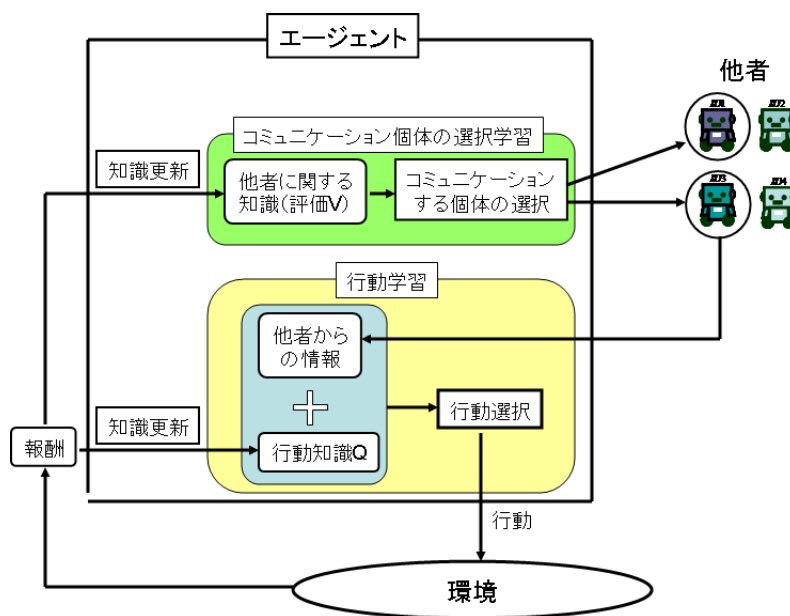 エージェント
他者
コミュニケーション個体の選択学習
知識更新
他者に関する
知識(評価V)
コミュニケーション
する個体の選択
行動学習
他者から
の情報
知識更新
行動知識Q
行動選択
報酬
行動
環境